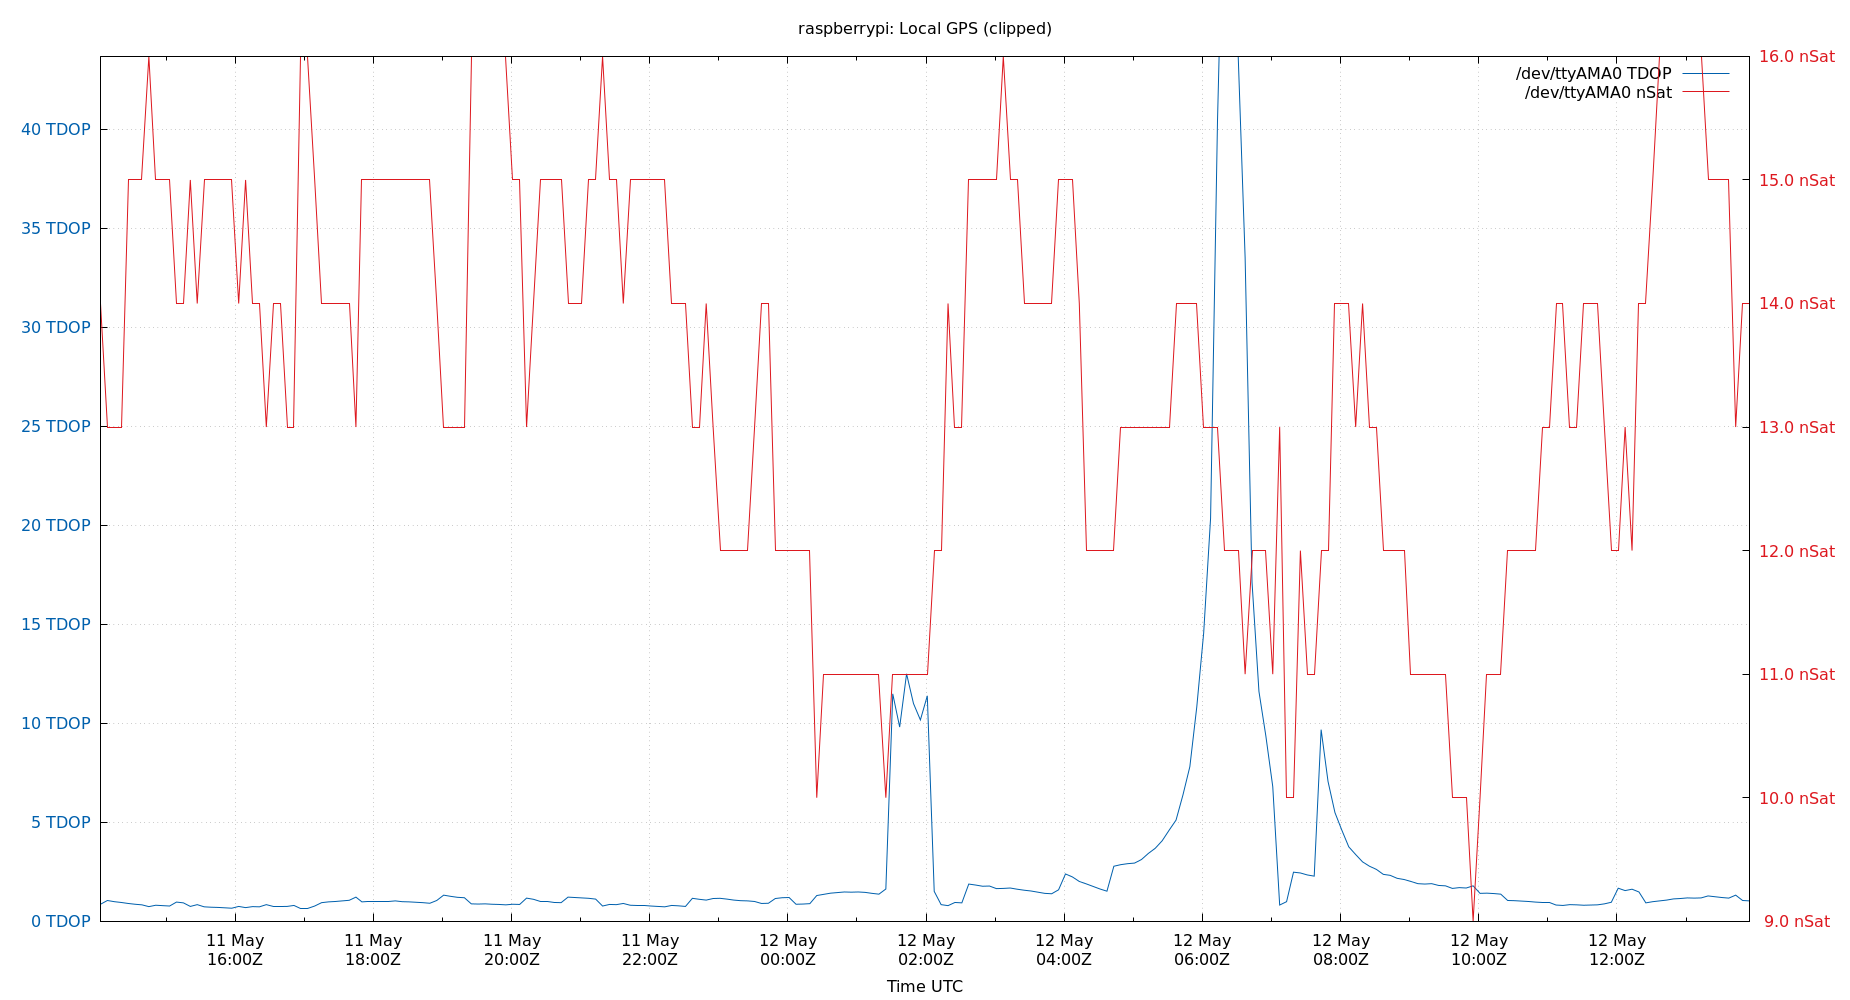 raspberrypi: Local GPS (clipped)
/dev/ttyAMA0 TDOP
/dev/ttyAMA0 nSat
40 TDOP
35 TDOP
30 TDOP
25 TDOP
20 TDOP
15 TDOP
10 TDOP
5 TDOP
0 TDOP
16.0 nSat
15.0 nSat
14.0 nSat
13.0 nSat
12.0 nSat
11.0 nSat
10.0 nSat
9.0 nSat
11 May
16:00Z
11 May
18:00Z
11 May
20:00Z
11 May
22:00Z
12 May
00:00Z
12 May
02:00Z
12 May
04:00Z
12 May
06:00Z
12 May
08:00Z
12 May
10:00Z
12 May
12:00Z
Time UTC